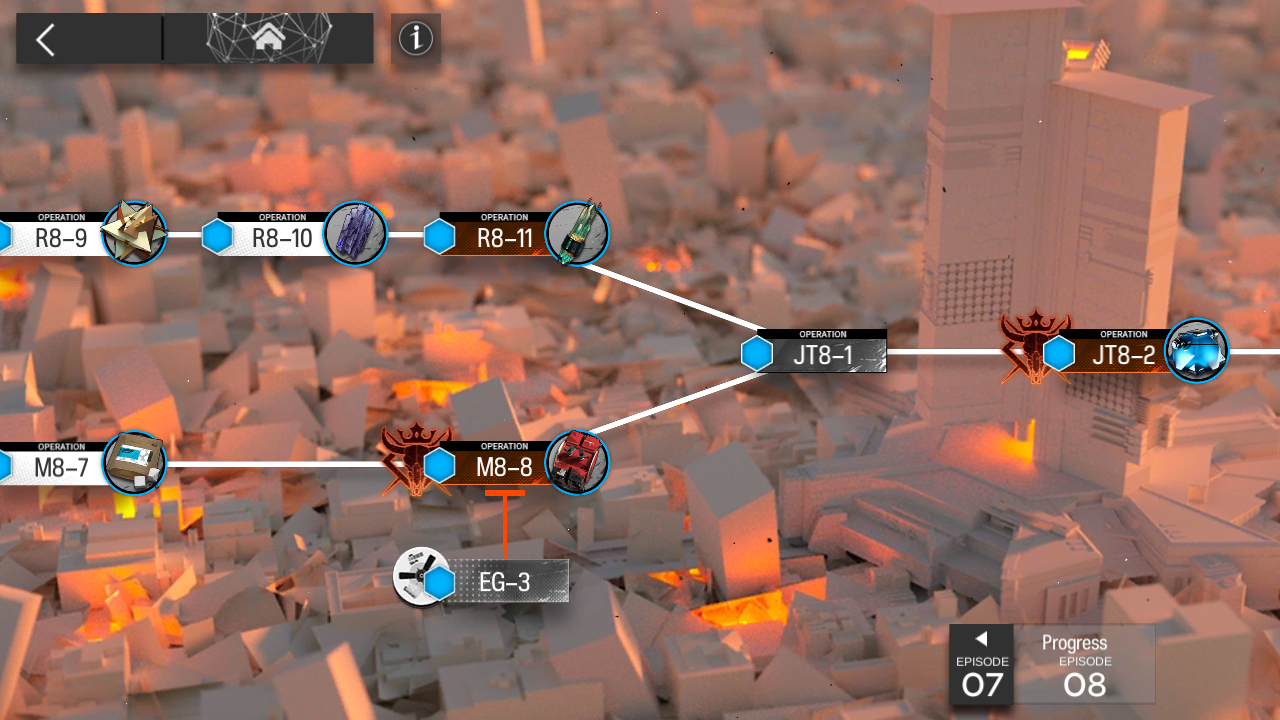 OPERATION
R8-9
OPERATION
R8-10
OPERATION
R8-11
OPERATION
JT8-1
OPERATION
JT8-2
OPERATION
M8-7
OPERATION
M8-8
EG-3
EPISODE
07
Progress
EPISODE
08